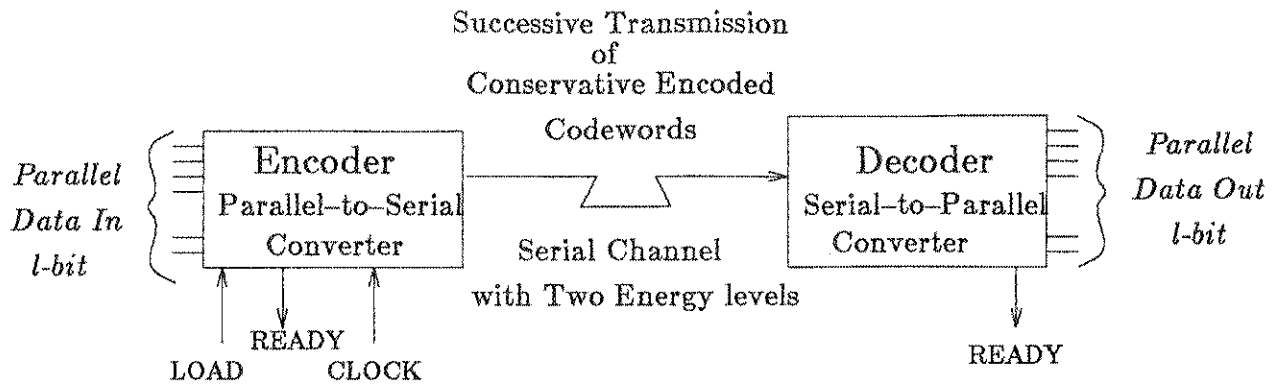 Successive Transmission
of
Conservative Encoded
Codewords
Parallel
Data In
l-bit
Encoder
Parallel–to–Serial
Converter
Serial Channel
with Two Energy levels
Decoder
Serial–to–Parallel
Converter
Parallel
Data Out
l-bit
LOAD
READY
CLOCK
READY